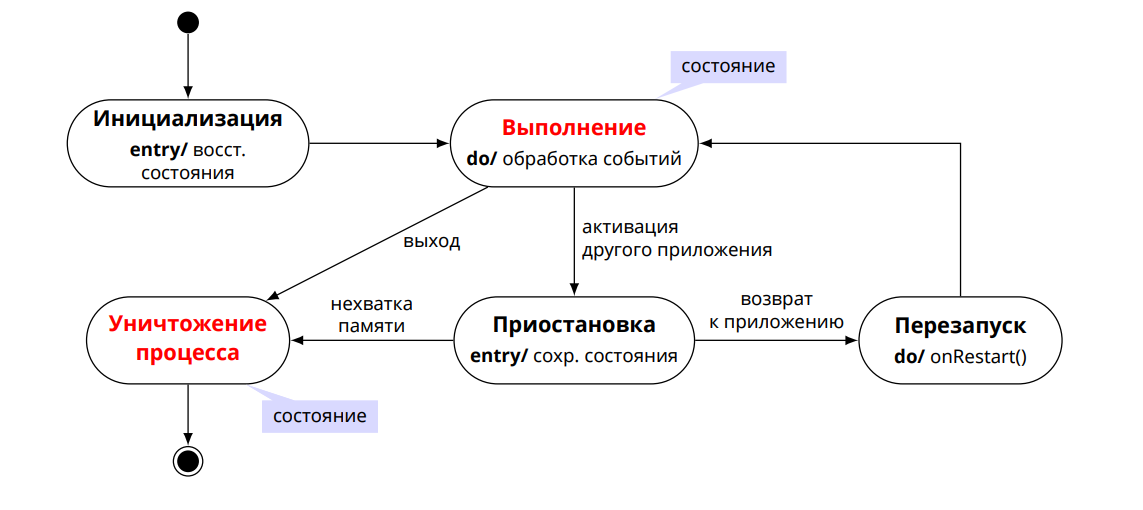 состояние
Инициализация
entry/ восст.
состояния
Выполнение
do/ обработка событий
выход
активация
другого приложения
нехватка
памяти
возврат
к приложению
Уничтожение
процесса
Приостановка
entry/ сохр. состояния
Перезапуск
do/ onRestart()
состояние